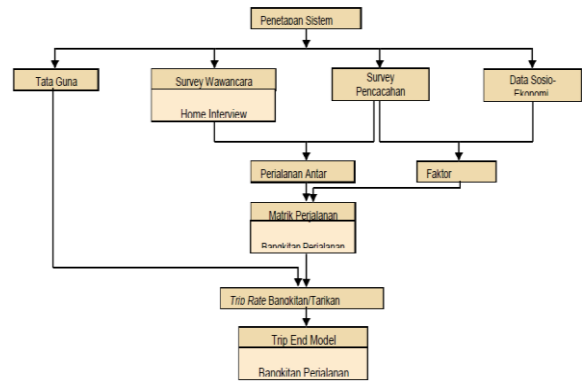 Penetapan Sistem
Tata Guna
Survey Wawancara
Home Interview
Survey
Pencacahan
Data Sosio-
Ekonomi
Perjalanan Antar
Faktor
Matrik Perjalanan
Bangkitan Perjalanan
Trip Rate Bangkitan/Tarikan
Trip End Model
Bangkitan Perjalanan